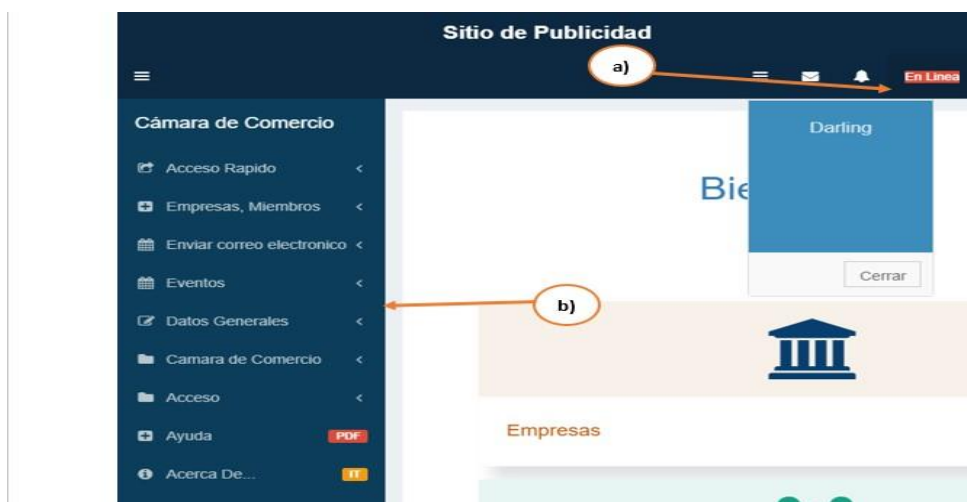 Sitio de Publicidad
a)
En Linea
Cámara de Comercio
Darling
Acceso Rapido
Empresas, Miembros
Bie
Enviar correo electronico
Eventos
Cerrar
b)
Datos Generales
Camara de Comercio
Acceso
Ayuda PDF
Empresas
Acerca De... IT